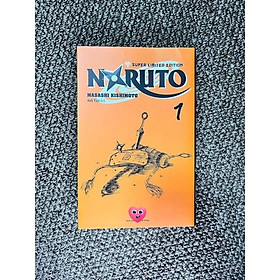 SUPER LIMITED EDITION
NARUTO
MASASHI KISHIMOTO
1